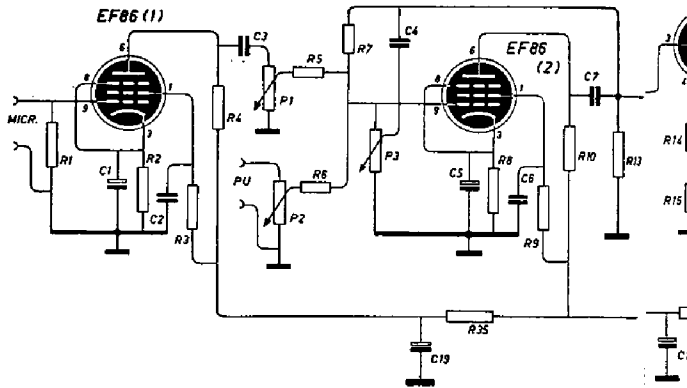 EF86 (1)
6
8
1
9
3
MICR.
R1
C1
R2
C2
R3
R4
C3
P1
R5
PU
P2
R6
R7
C4
P3
EF86
(2)
6
8
1
9
3
C5
R8
C6
R9
R10
C7
R13
3
4
R14
R15
R35
C19